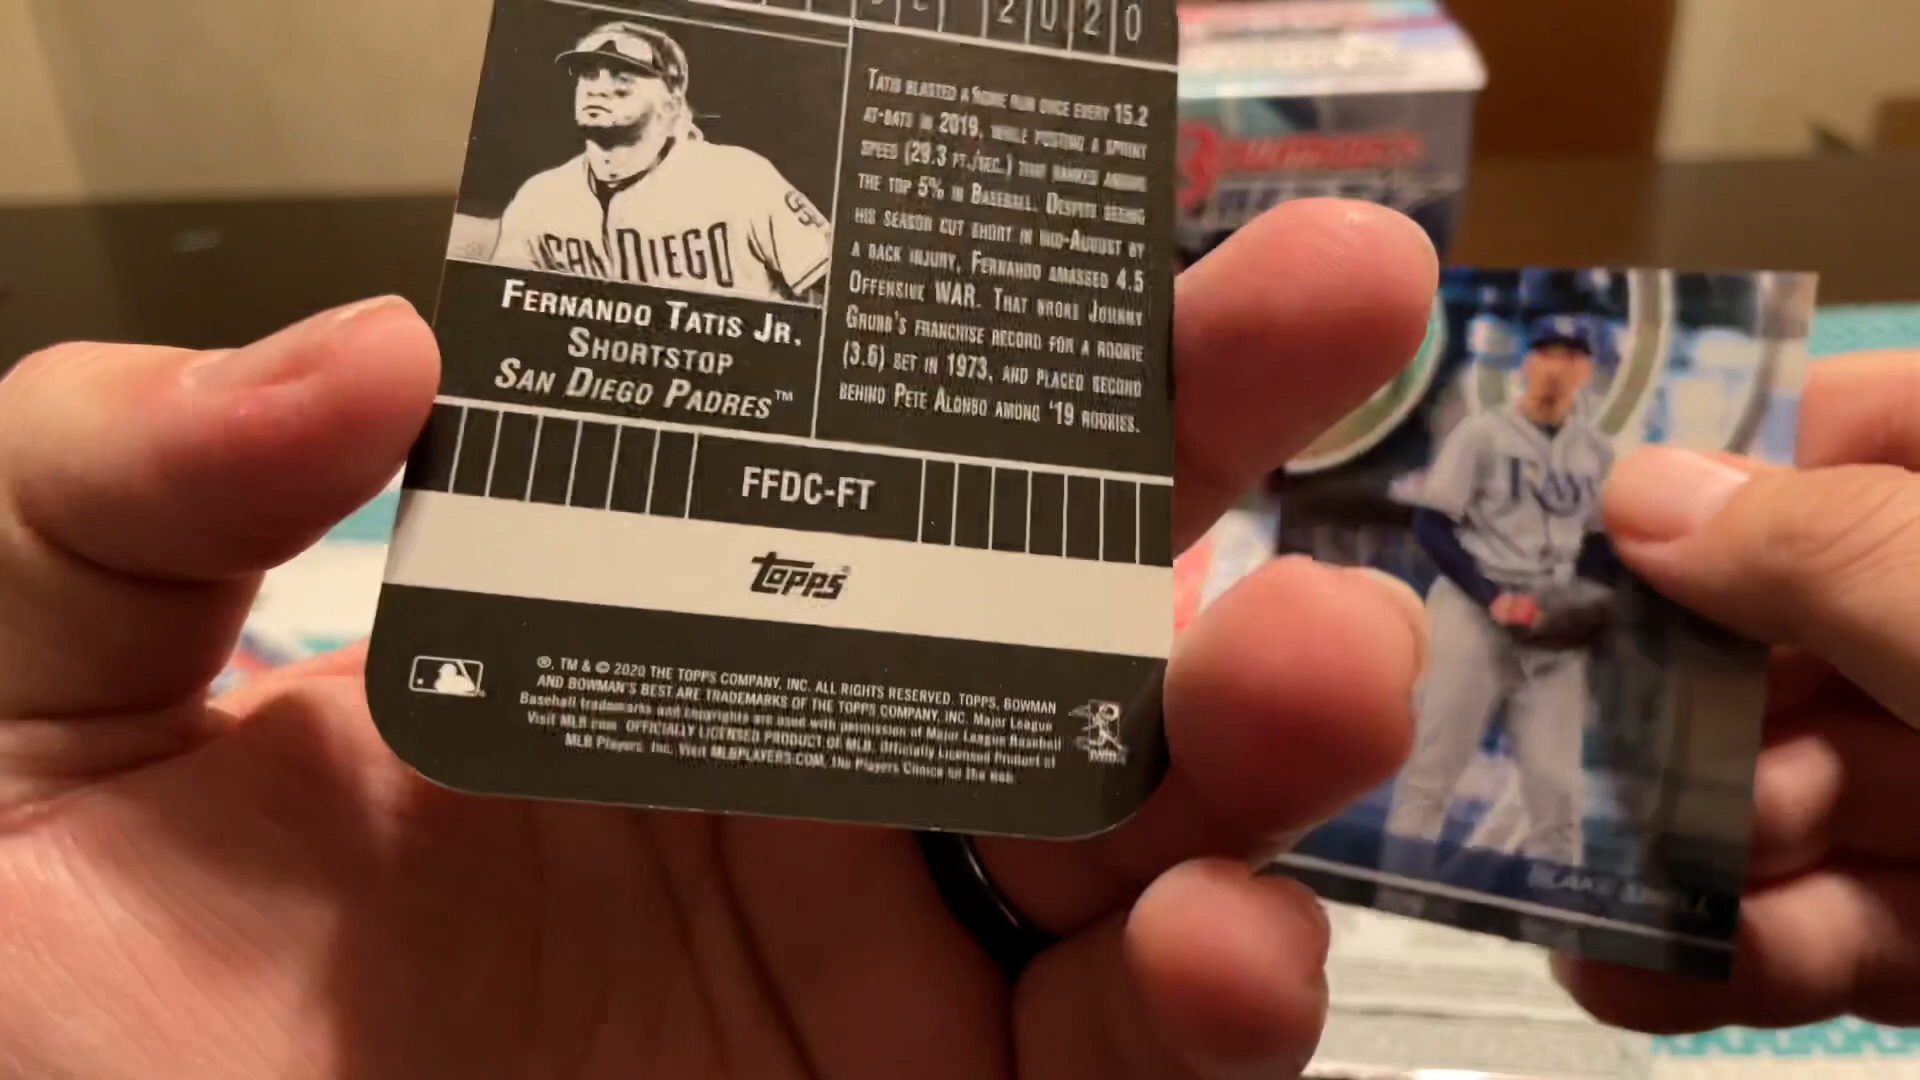 2020
SAN DIEGO
FERNANDO TATIS JR.
SHORTSTOP
SAN DIEGO PADRES™
TATIS BLASTED A HOME RUN ONCE EVERY 15.2
AT-BATS IN 2019, WHILE POSTING A SPRINT
SPEED (29.3 FT./SEC.) THAT RANKED AMONG
THE TOP 5% IN BASEBALL. DESPITE SEEING
HIS SEASON CUT SHORT IN MID-AUGUST BY
A BACK INJURY, FERNANDO AMASSED 4.5
OFFENSIVE WAR. THAT BROKE JOHNNY
GRUBB'S FRANCHISE RECORD FOR A ROOKIE
(3.6) SET IN 1973, AND PLACED SECOND
BEHIND PETE ALONSO AMONG '19 ROOKIES.
FFDC-FT
Topps®
®, TM & © 2020 THE TOPPS COMPANY, INC. ALL RIGHTS RESERVED. TOPPS, BOWMAN
AND BOWMAN'S BEST ARE TRADEMARKS OF THE TOPPS COMPANY, INC. Major League
Baseball trademarks and copyrights are used with permission of Major League Baseball
Visit MLB.com OFFICIALLY LICENSED PRODUCT OF MLB. Officially Licensed Product of
MLB Players, Inc. Visit MLBPLAYERS.COM, the Players Choice on the web
RAYS
BLAKE SNELL